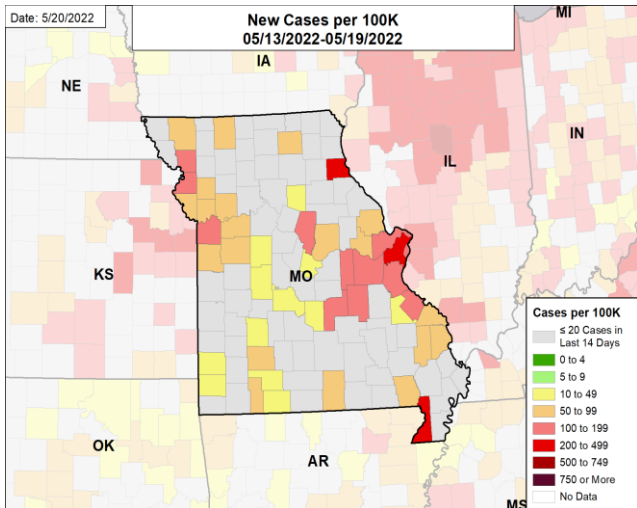 Date: 5/20/2022
New Cases per 100K
05/13/2022-05/19/2022
MI
IA
NE
IL
IN
KS
MO
OK
AR
MS
Cases per 100K
≤ 20 Cases in
Last 14 Days
0 to 4
5 to 9
10 to 49
50 to 99
100 to 199
200 to 499
500 to 749
750 or More
No Data